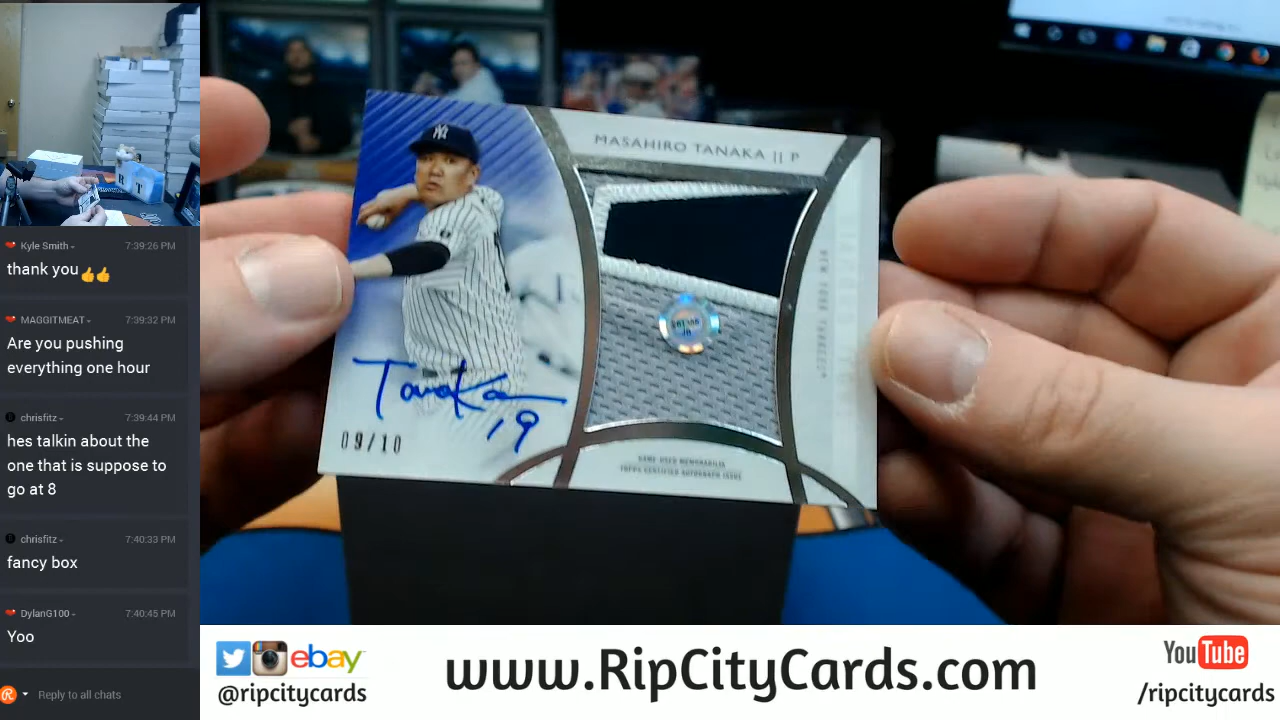 Kyle Smith
7:39:26 PM
thank you👍👍
MAGGITMEAT
7:39:32 PM
Are you pushing
everything one hour
chrisfitz
7:39:44 PM
hes talkin about the
one that is suppose to
go at 8
chrisfitz
7:40:33 PM
fancy box
DylanG100
7:40:45 PM
Yoo
Reply to all chats
MASAHIRO TANAKA || P
NEW YORK YANKEES
NY
Tanaka
19
09/10
GAME USED MEMORABILIA
TOPPS CERTIFIED AUTOGRAPH ISSUE
ebay
@ripcitycards
www.RipCityCards.com
YouTube
/ripcitycards